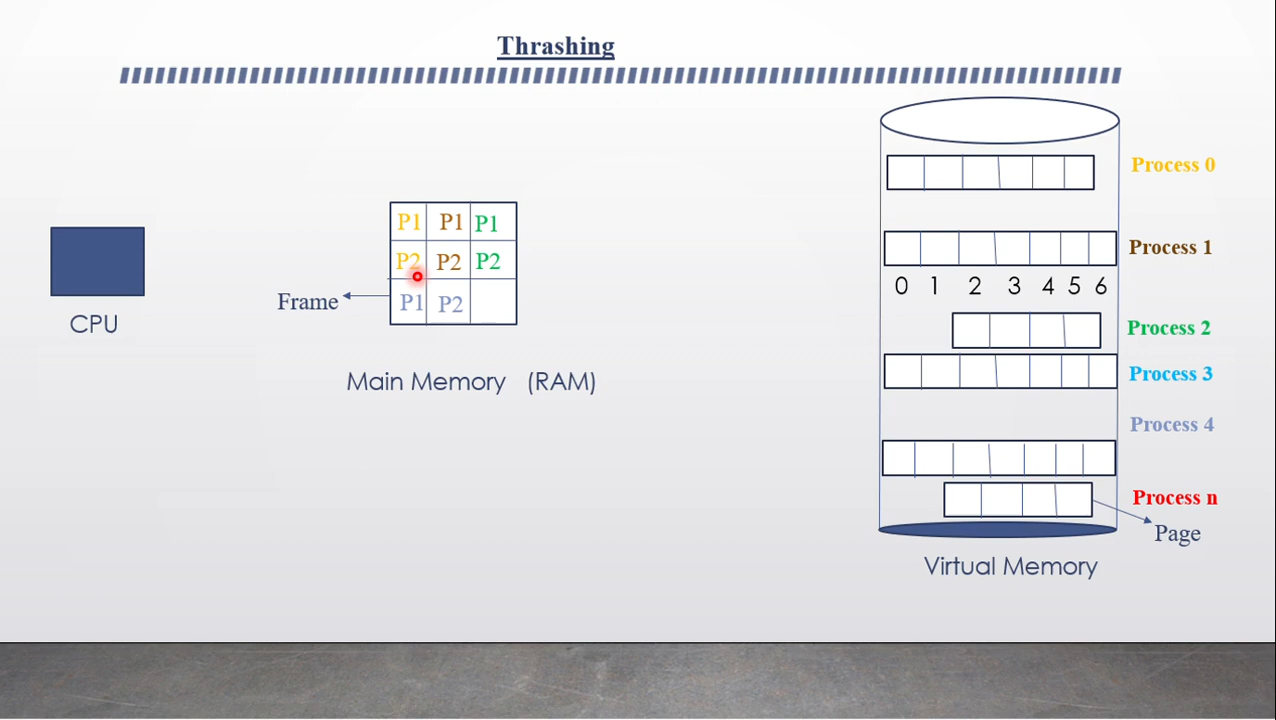 Thrashing
Process 0
P1 P1 P1
Process 1
P2 P2 P2
0 1 2 3 4 5 6
Frame
P1 P2
CPU
Process 2
Process 3
Main Memory (RAM)
Process 4
Process n
Page
Virtual Memory